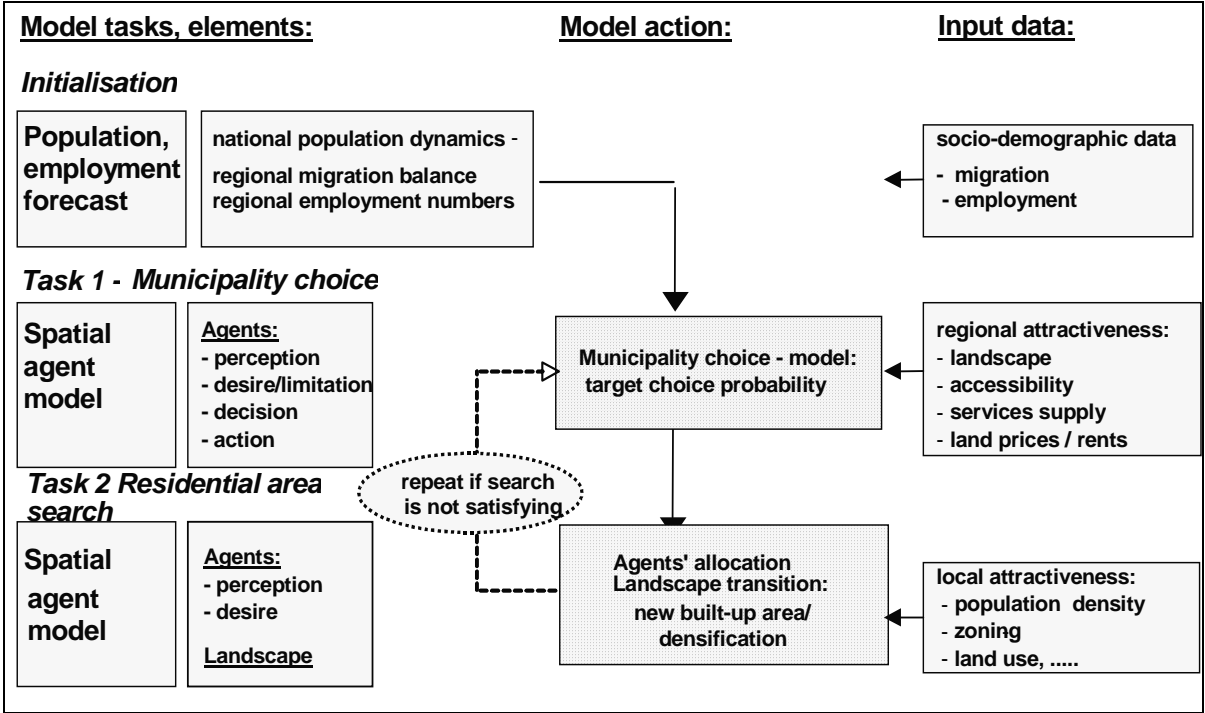 Model tasks, elements:
Model action:
Input data:
Initialisation
Population,
employment
forecast
national population dynamics -
regional migration balance
regional employment numbers
socio-demographic data
- migration
- employment
Task 1 - Municipality choice
Spatial
agent
model
Agents:
- perception
- desire/limitation
- decision
- action
Municipality choice - model:
target choice probability
regional attractiveness:
- landscape
- accessibility
- services supply
- land prices / rents
Task 2 Residential area
search
repeat if search
is not satisfying
Spatial
agent
model
Agents:
- perception
- desire
Landscape
Agents' allocation
Landscape transition:
new built-up area/
densification
local attractiveness:
- population density
- zoning
- land use, .....